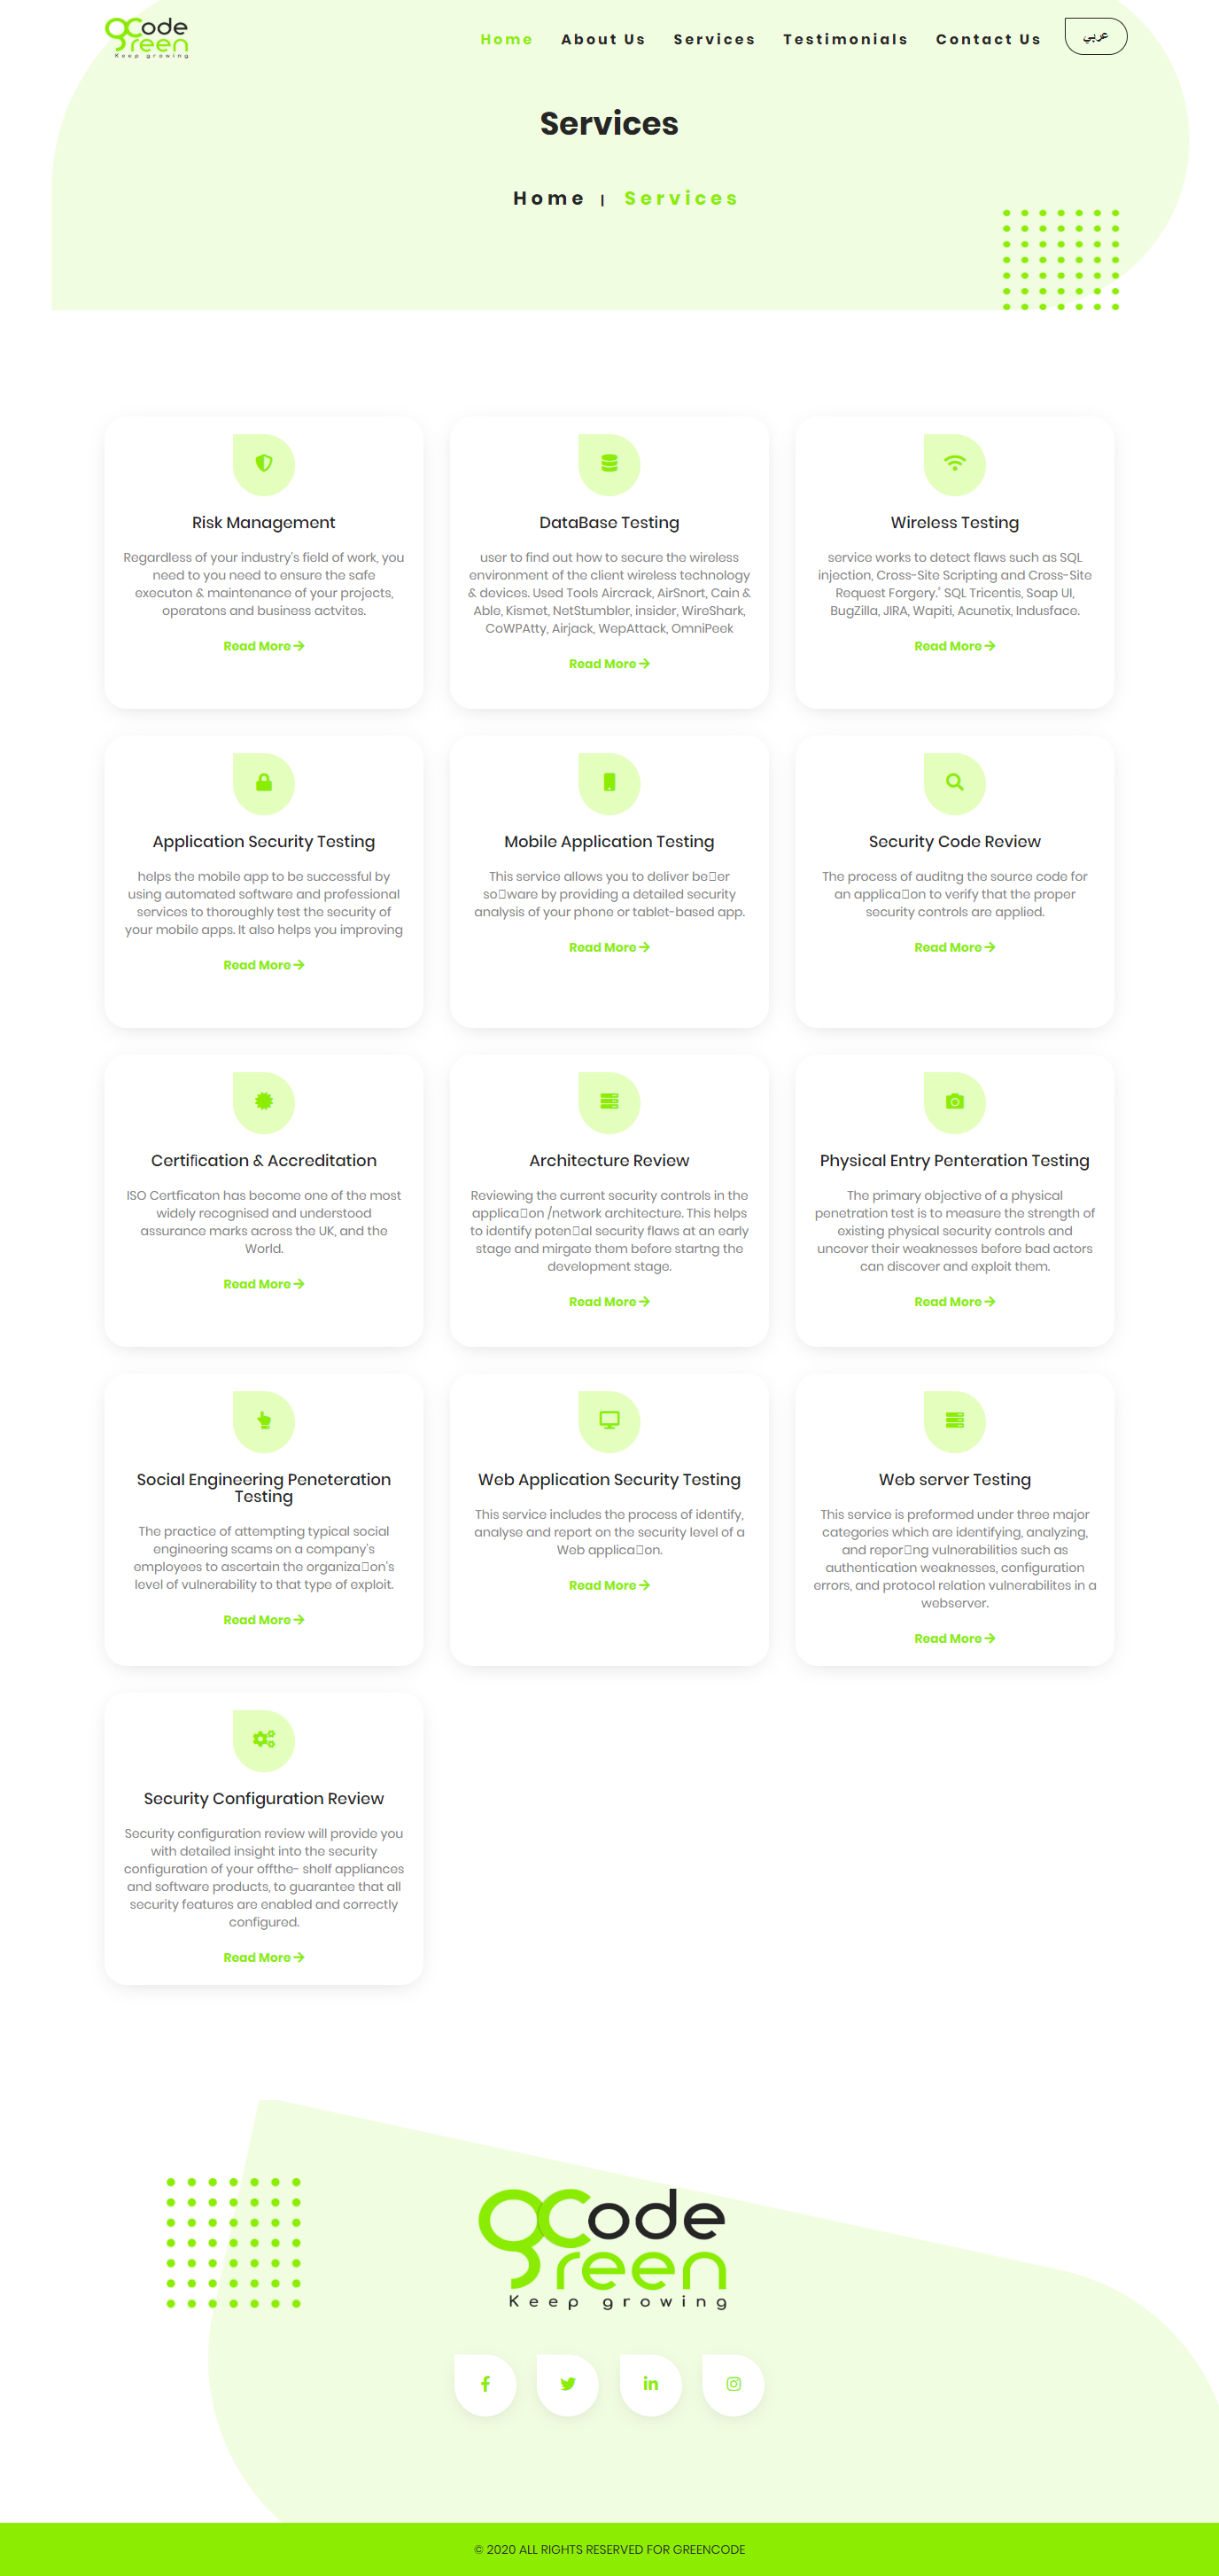 gCode
green
Keep growing
Home
About Us
Services
Testimonials
Contact Us
عربي
Services
Home | Services
Risk Management
Regardless of your industry's field of work, you
need to you need to ensure the safe
executon & maintenance of your projects,
operatons and business actvites.
Read More
DataBase Testing
user to find out how to secure the wireless
environment of the client wireless technology
& devices. Used Tools Aircrack, AirSnort, Cain &
Able, Kismet, NetStumbler, insider, WireShark,
CoWPAtty, Airjack, WepAttack, OmniPeek
Read More
Wireless Testing
service works to detect flaws such as SQL
injection, Cross-Site Scripting and Cross-Site
Request Forgery.' SQL Tricentis, Soap UI,
BugZilla, JIRA, Wapiti, Acunetix, Indusface.
Read More
Application Security Testing
helps the mobile app to be successful by
using automated software and professional
services to thoroughly test the security of
your mobile apps. It also helps you improving
Read More
Mobile Application Testing
This service allows you to deliver be▯er
so▯ware by providing a detailed security
analysis of your phone or tablet-based app.
Read More
Security Code Review
The process of auditng the source code for
an applica▯on to verify that the proper
security controls are applied.
Read More
Certification & Accreditation
ISO Certficaton has become one of the most
widely recognised and understood
assurance marks across the UK, and the
World.
Read More
Architecture Review
Reviewing the current security controls in the
applica▯on /network architecture. This helps
to identify poten▯al security flaws at an early
stage and mirgate them before startng the
development stage.
Read More
Physical Entry Penteration Testing
The primary objective of a physical
penetration test is to measure the strength of
existing physical security controls and
uncover their weaknesses before bad actors
can discover and exploit them.
Read More
Social Engineering Peneteration
Testing
The practice of attempting typical social
engineering scams on a company's
employees to ascertain the organiza▯on's
level of vulnerability to that type of exploit.
Read More
Web Application Security Testing
This service includes the process of identify,
analyse and report on the security level of a
Web applica▯on.
Read More
Web server Testing
This service is preformed under three major
categories which are identifying, analyzing,
and repor▯ng vulnerabilities such as
authentication weaknesses, configuration
errors, and protocol relation vulnerabilites in a
webserver.
Read More
Security Configuration Review
Security configuration review will provide you
with detailed insight into the security
configuration of your offthe- shelf appliances
and software products, to guarantee that all
security features are enabled and correctly
configured.
Read More
gCode
green
Keep growing
© 2020 ALL RIGHTS RESERVED FOR GREENCODE